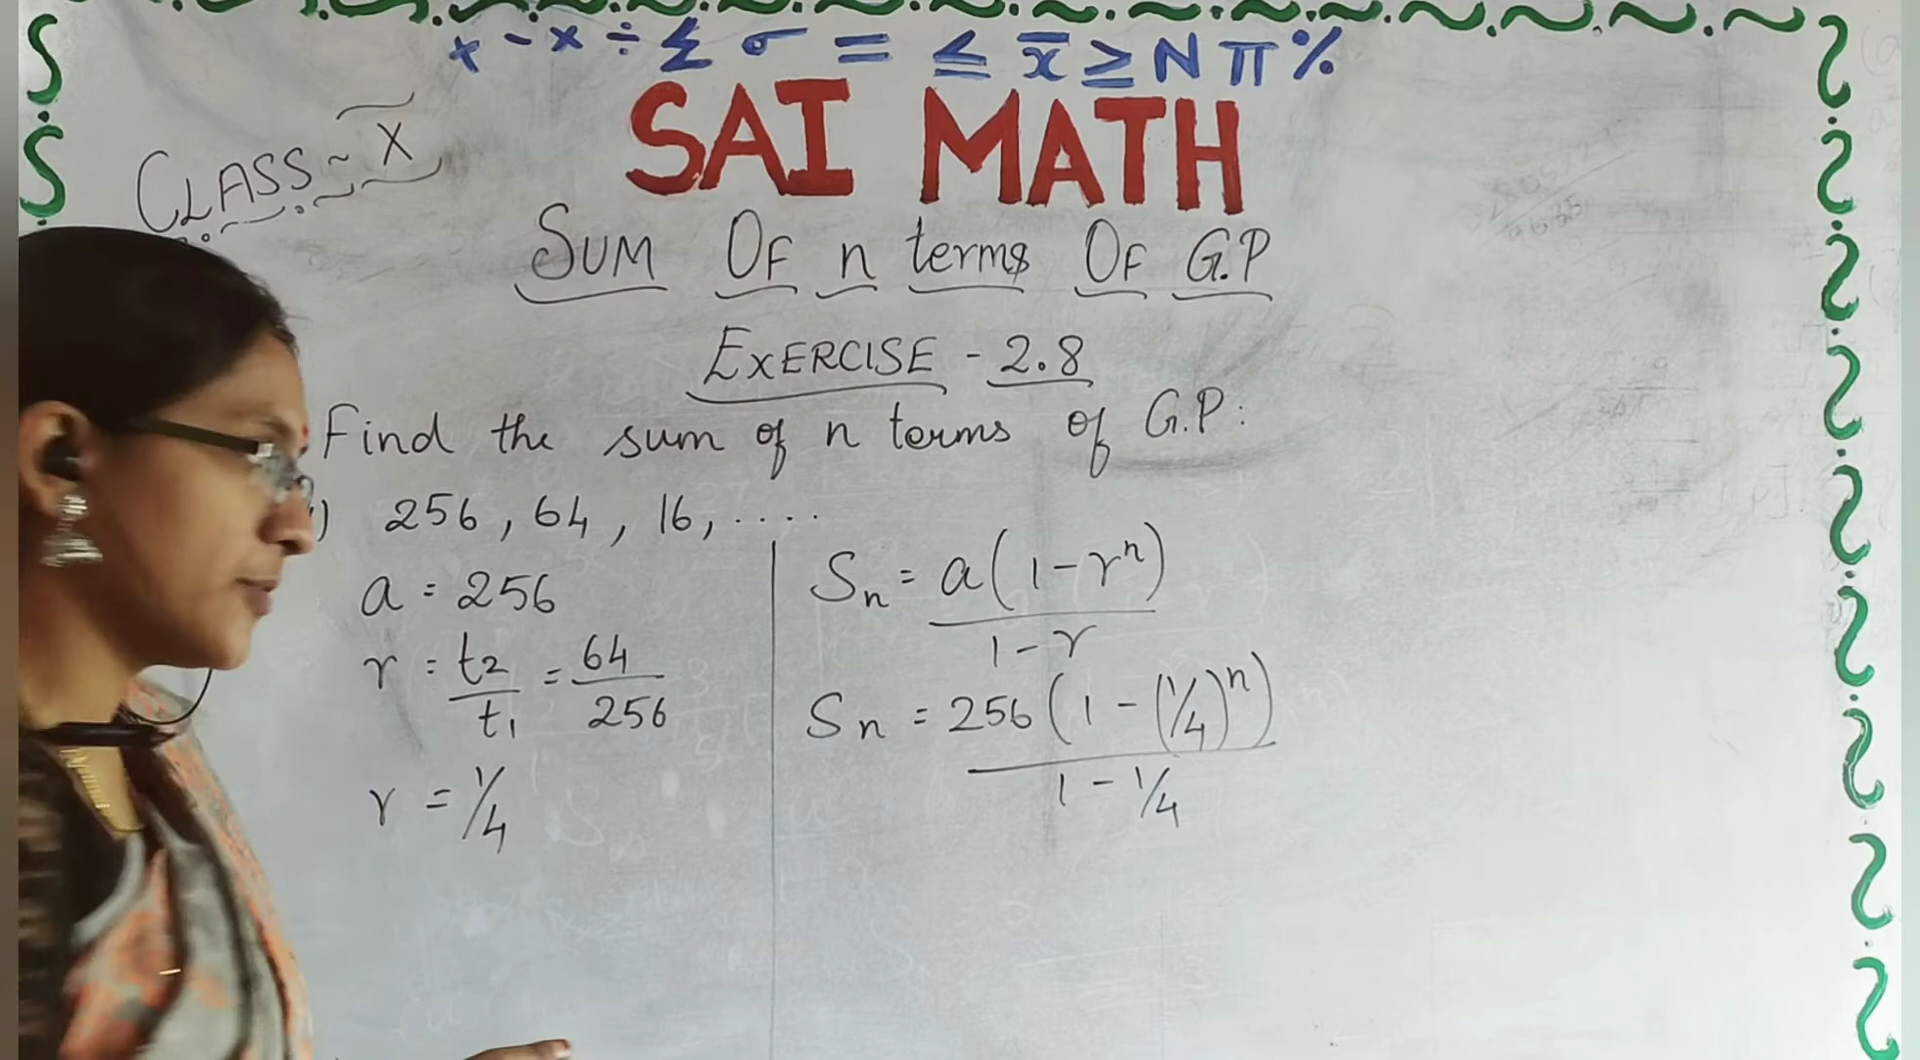 + - × ÷ ≤ σ = ≤ x̄ ≥ N π %
SAI MATH
CLASS ~ X
SUM OF n terms OF G.P
EXERCISE - 2.8
Find the sum of n terms of G.P:
) 256, 64, 16, ....
a = 256
r = t2/t1 = 64/256
r = 1/4
Sn = a(1-r^n)/1-r
Sn = 256(1-(1/4)^n)/1-1/4